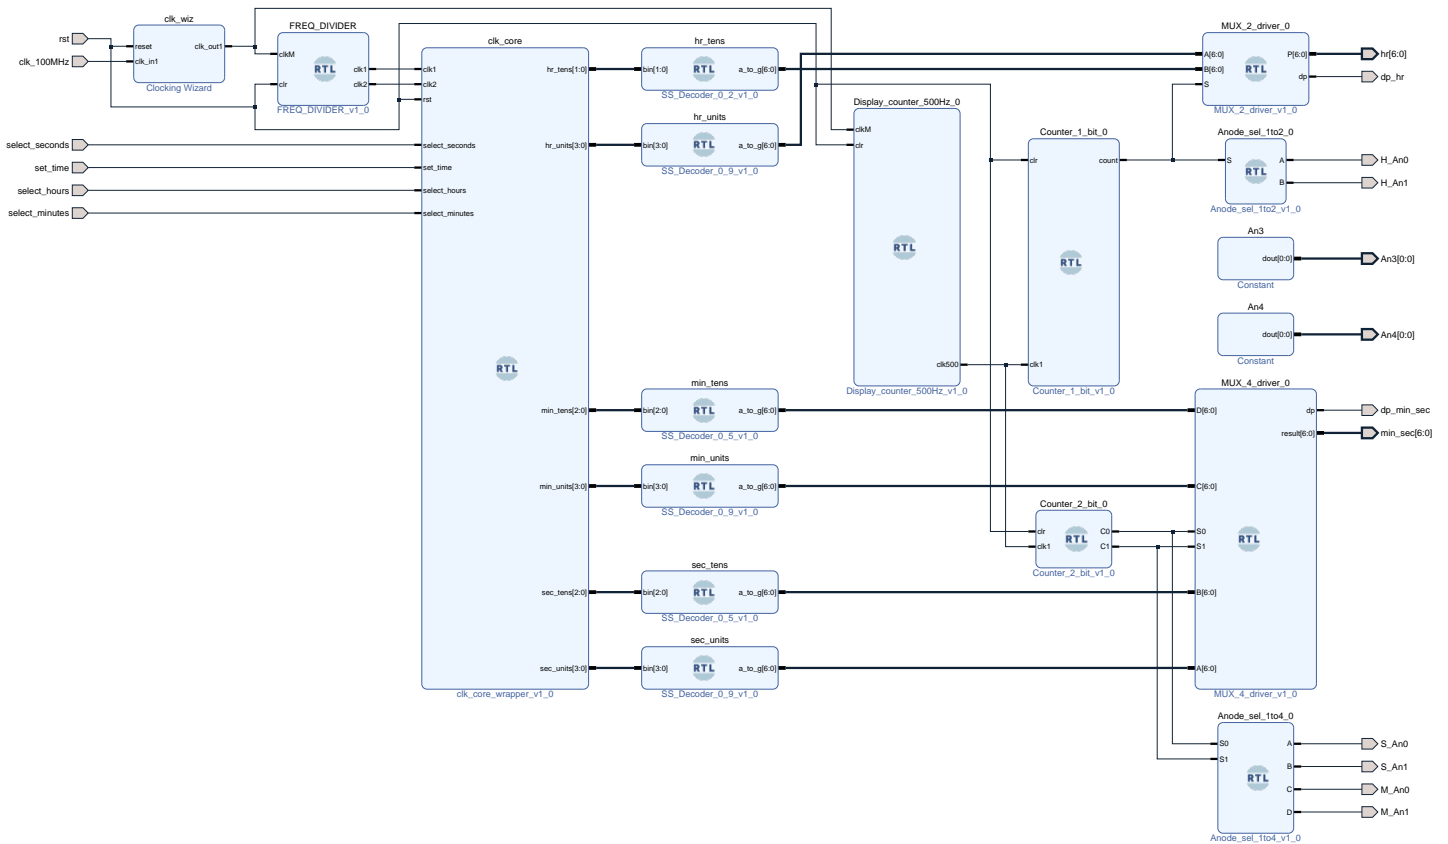 rst
clk_100MHz
select_seconds
set_time
select_hours
select_minutes
clk_wiz
reset
clk_in1
clk_out1
Clocking Wizard
FREQ_DIVIDER
clkM
clr
RTL
clk1
clk2
FREQ_DIVIDER_v1_0
clk_core
clk1
clk2
rst
select_seconds
set_time
select_hours
select_minutes
RTL
hr_tens[1:0]
hr_units[3:0]
min_tens[2:0]
min_units[3:0]
sec_tens[2:0]
sec_units[3:0]
clk_core_wrapper_v1_0
hr_tens
bin[1:0]
RTL
a_to_g[6:0]
SS_Decoder_0_2_v1_0
hr_units
bin[3:0]
RTL
a_to_g[6:0]
SS_Decoder_0_9_v1_0
min_tens
bin[2:0]
RTL
a_to_g[6:0]
SS_Decoder_0_5_v1_0
min_units
bin[3:0]
RTL
a_to_g[6:0]
SS_Decoder_0_9_v1_0
sec_tens
bin[2:0]
RTL
a_to_g[6:0]
SS_Decoder_0_5_v1_0
sec_units
bin[3:0]
RTL
a_to_g[6:0]
SS_Decoder_0_9_v1_0
Display_counter_500Hz_0
clkM
clr
RTL
clk500
Display_counter_500Hz_v1_0
Counter_1_bit_0
clr
count
RTL
clk1
Counter_1_bit_v1_0
Counter_2_bit_0
clr
clk1
RTL
C0
C1
Counter_2_bit_v1_0
MUX_2_driver_0
A[6:0]
B[6:0]
S
RTL
P[6:0]
dp
MUX_2_driver_v1_0
Anode_sel_1to2_0
S
RTL
A
B
Anode_sel_1to2_v1_0
An3
dout[0:0]
Constant
An4
dout[0:0]
Constant
MUX_4_driver_0
D[6:0]
C[6:0]
S0
S1
B[6:0]
A[6:0]
RTL
dp
result[6:0]
MUX_4_driver_v1_0
Anode_sel_1to4_0
S0
S1
RTL
A
B
C
D
Anode_sel_1to4_v1_0
hr[6:0]
dp_hr
H_An0
H_An1
An3[0:0]
An4[0:0]
dp_min_sec
min_sec[6:0]
S_An0
S_An1
M_An0
M_An1